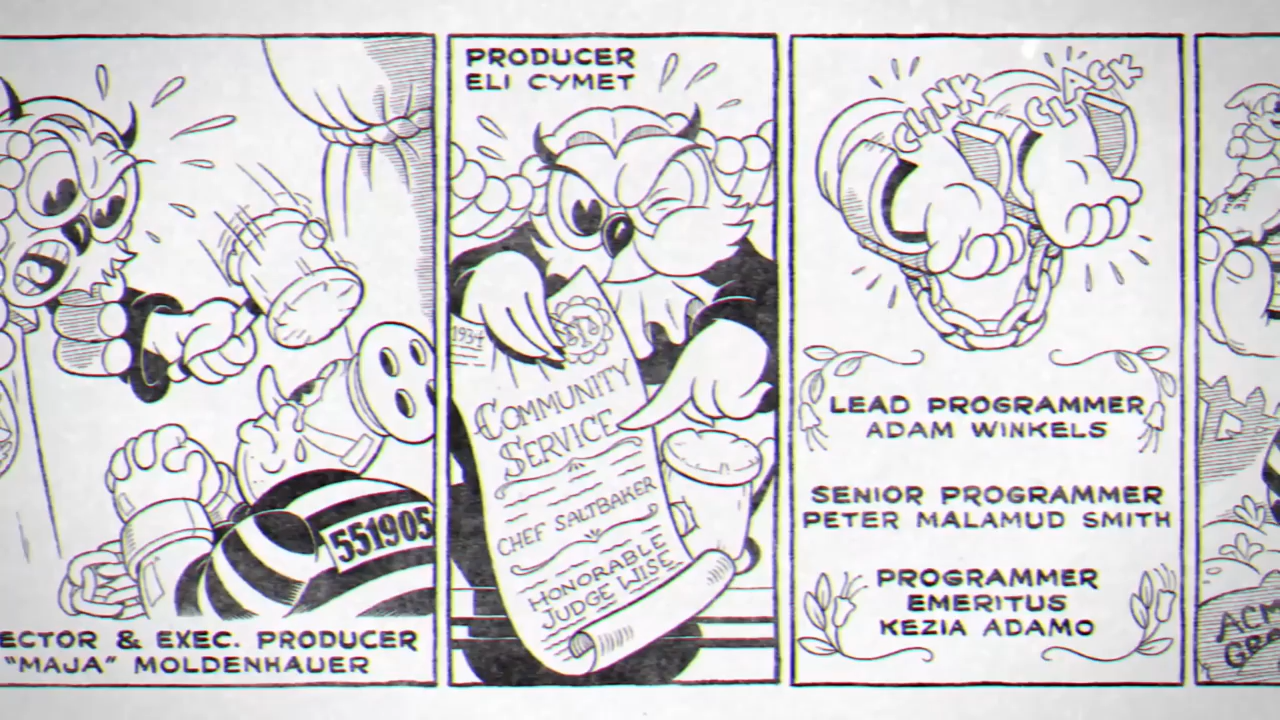 551905
ECTOR & EXEC. PRODUCER
"MAJA" MOLDENHAUER
PRODUCER
ELI CYMET
1934
COMMUNITY
SERVICE
CHEF SALTBAKER
HONORABLE
JUDGE WISE
CLINK
CLACK
LEAD PROGRAMMER
ADAM WINKELS
SENIOR PROGRAMMER
PETER MALAMUD SMITH
PROGRAMMER
EMERITUS
KEZIA ADAMO
ACM
GRA